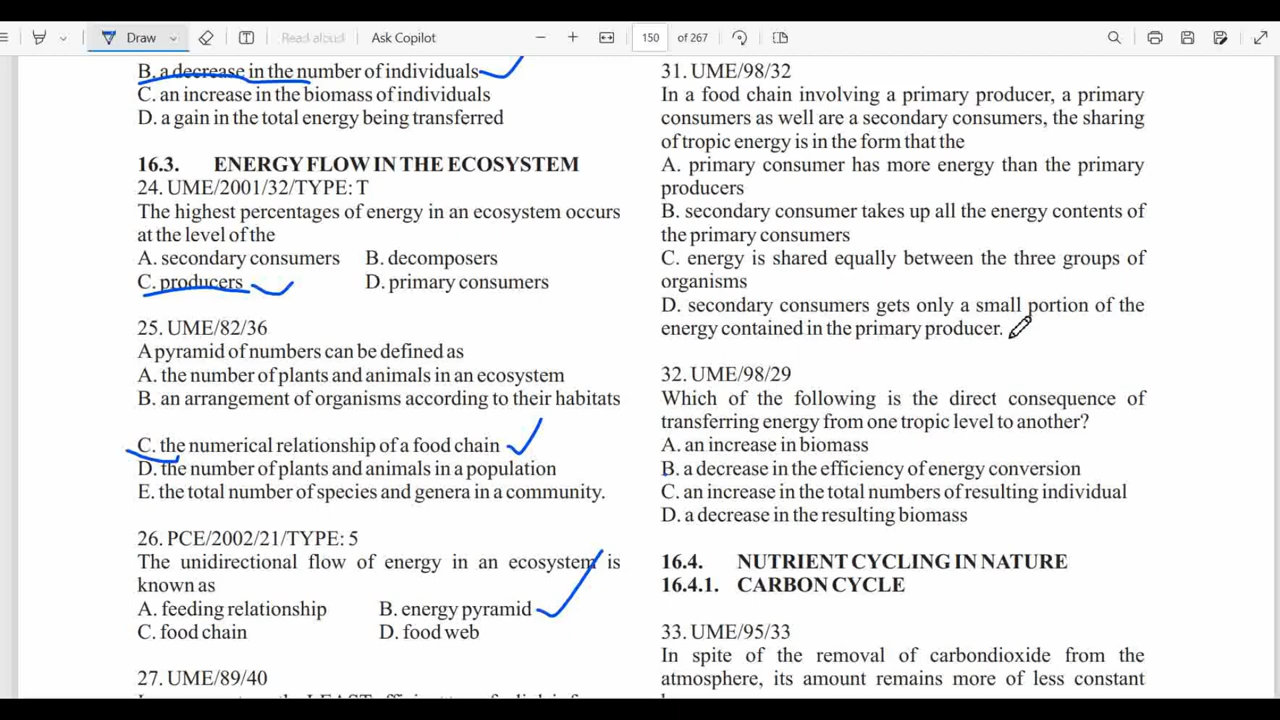 Draw
Read aloud
Ask Copilot
150
of 267
B. a decrease in the number of individuals
C. an increase in the biomass of individuals
D. a gain in the total energy being transferred
16.3. ENERGY FLOW IN THE ECOSYSTEM
24. UME/2001/32/TYPE: T
The highest percentages of energy in an ecosystem occurs
at the level of the
A. secondary consumers B. decomposers
C. producers D. primary consumers
25. UME/82/36
A pyramid of numbers can be defined as
A. the number of plants and animals in an ecosystem
B. an arrangement of organisms according to their habitats
C. the numerical relationship of a food chain
D. the number of plants and animals in a population
E. the total number of species and genera in a community.
26. PCE/2002/21/TYPE: 5
The unidirectional flow of energy in an ecosystem is
known as
A. feeding relationship B. energy pyramid
C. food chain D. food web
27. UME/89/40
31. UME/98/32
In a food chain involving a primary producer, a primary
consumers as well are a secondary consumers, the sharing
of tropic energy is in the form that the
A. primary consumer has more energy than the primary
producers
B. secondary consumer takes up all the energy contents of
the primary consumers
C. energy is shared equally between the three groups of
organisms
D. secondary consumers gets only a small portion of the
energy contained in the primary producer.
32. UME/98/29
Which of the following is the direct consequence of
transferring energy from one tropic level to another?
A. an increase in biomass
B. a decrease in the efficiency of energy conversion
C. an increase in the total numbers of resulting individual
D. a decrease in the resulting biomass
16.4. NUTRIENT CYCLING IN NATURE
16.4.1. CARBON CYCLE
33. UME/95/33
In spite of the removal of carbondioxide from the
atmosphere, its amount remains more of less constant